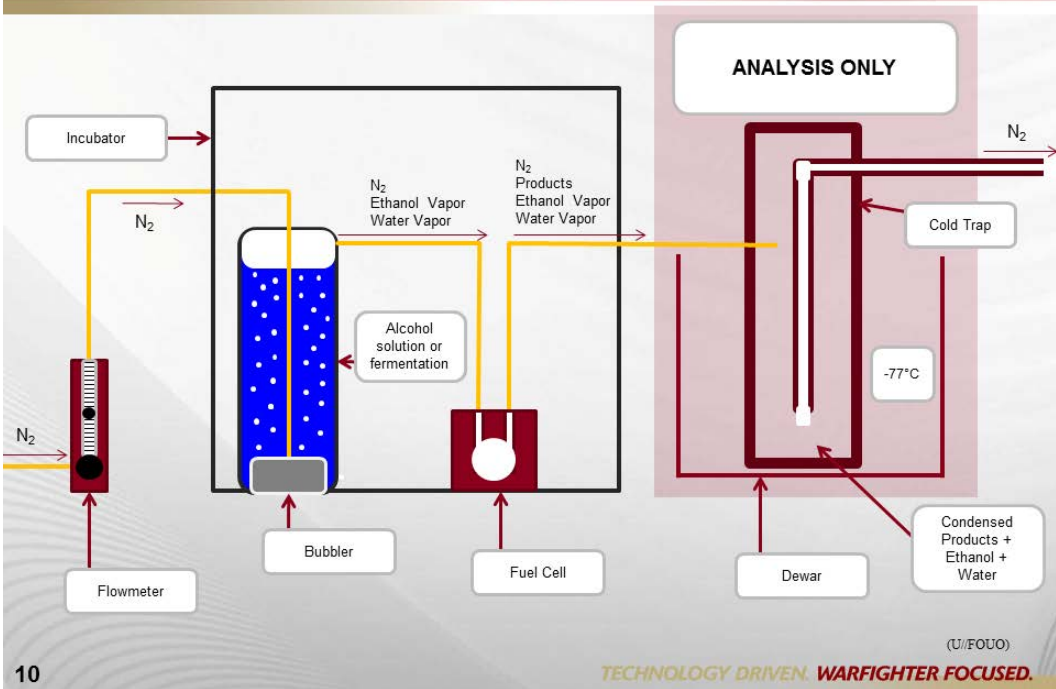 ANALYSIS ONLY
Incubator
N2
N2
Ethanol Vapor
Water Vapor
N2
Products
Ethanol Vapor
Water Vapor
N2
Cold Trap
Alcohol
solution or
fermentation
-77°C
N2
Bubbler
Fuel Cell
Flowmeter
Dewar
Condensed
Products +
Ethanol +
Water
(U//FOUO)
10
TECHNOLOGY DRIVEN. WARFIGHTER FOCUSED.